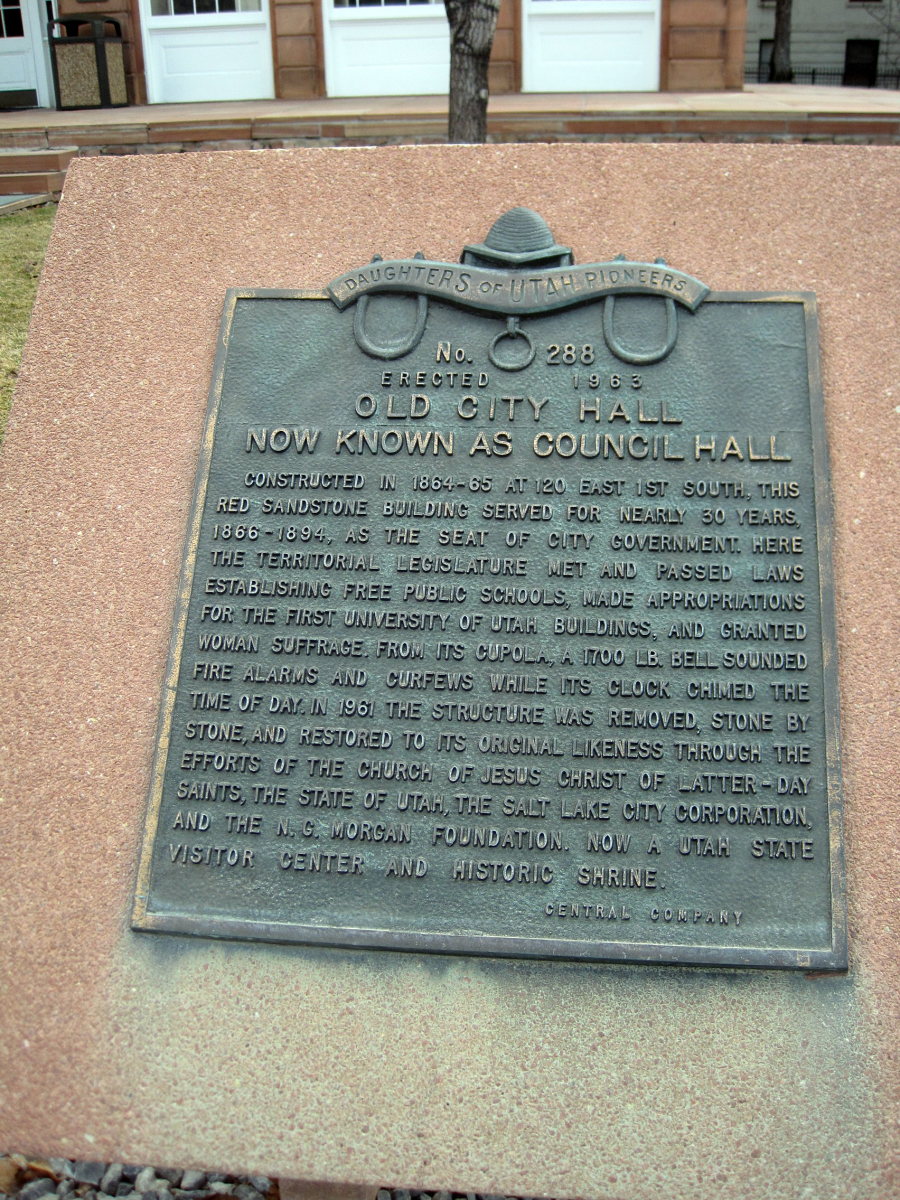 DAUGHTERS OF UTAH PIONEERS
No. 288
ERECTED 1963
OLD CITY HALL
NOW KNOWN AS COUNCIL HALL
CONSTRUCTED IN 1864-65 AT 120 EAST 1ST SOUTH, THIS
RED SANDSTONE BUILDING SERVED FOR NEARLY 30 YEARS,
1866-1894, AS THE SEAT OF CITY GOVERNMENT. HERE
THE TERRITORIAL LEGISLATURE MET AND PASSED LAWS
ESTABLISHING FREE PUBLIC SCHOOLS, MADE APPROPRIATIONS
FOR THE FIRST UNIVERSITY OF UTAH BUILDINGS, AND GRANTED
WOMAN SUFFRAGE. FROM ITS CUPOLA, A 1700 LB. BELL SOUNDED
FIRE ALARMS AND CURFEWS WHILE ITS CLOCK CHIMED THE
TIME OF DAY. IN 1961 THE STRUCTURE WAS REMOVED, STONE BY
STONE, AND RESTORED TO ITS ORIGINAL LIKENESS THROUGH THE
EFFORTS OF THE CHURCH OF JESUS CHRIST OF LATTER-DAY
SAINTS, THE STATE OF UTAH, THE SALT LAKE CITY CORPORATION,
AND THE N. G. MORGAN FOUNDATION. NOW A UTAH STATE
VISITOR CENTER AND HISTORIC SHRINE.
CENTRAL COMPANY